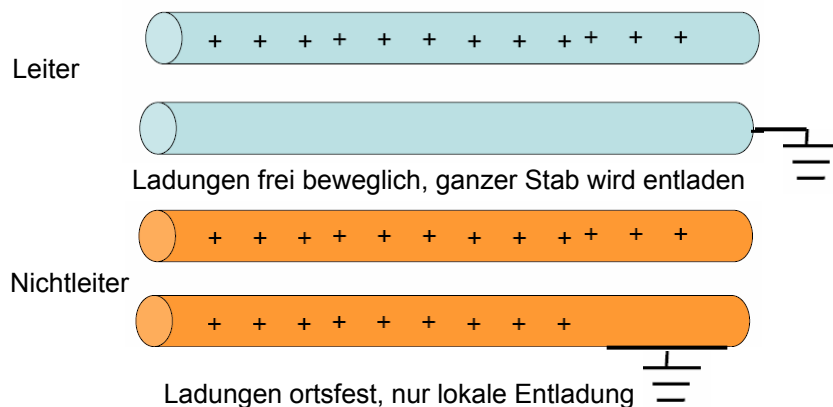 + + + + + + + + + + + +
Leiter
Ladungen frei beweglich, ganzer Stab wird entladen
+ + + + + + + + + + + +
Nichtleiter
+ + + + + + + + +
Ladungen ortsfest, nur lokale Entladung